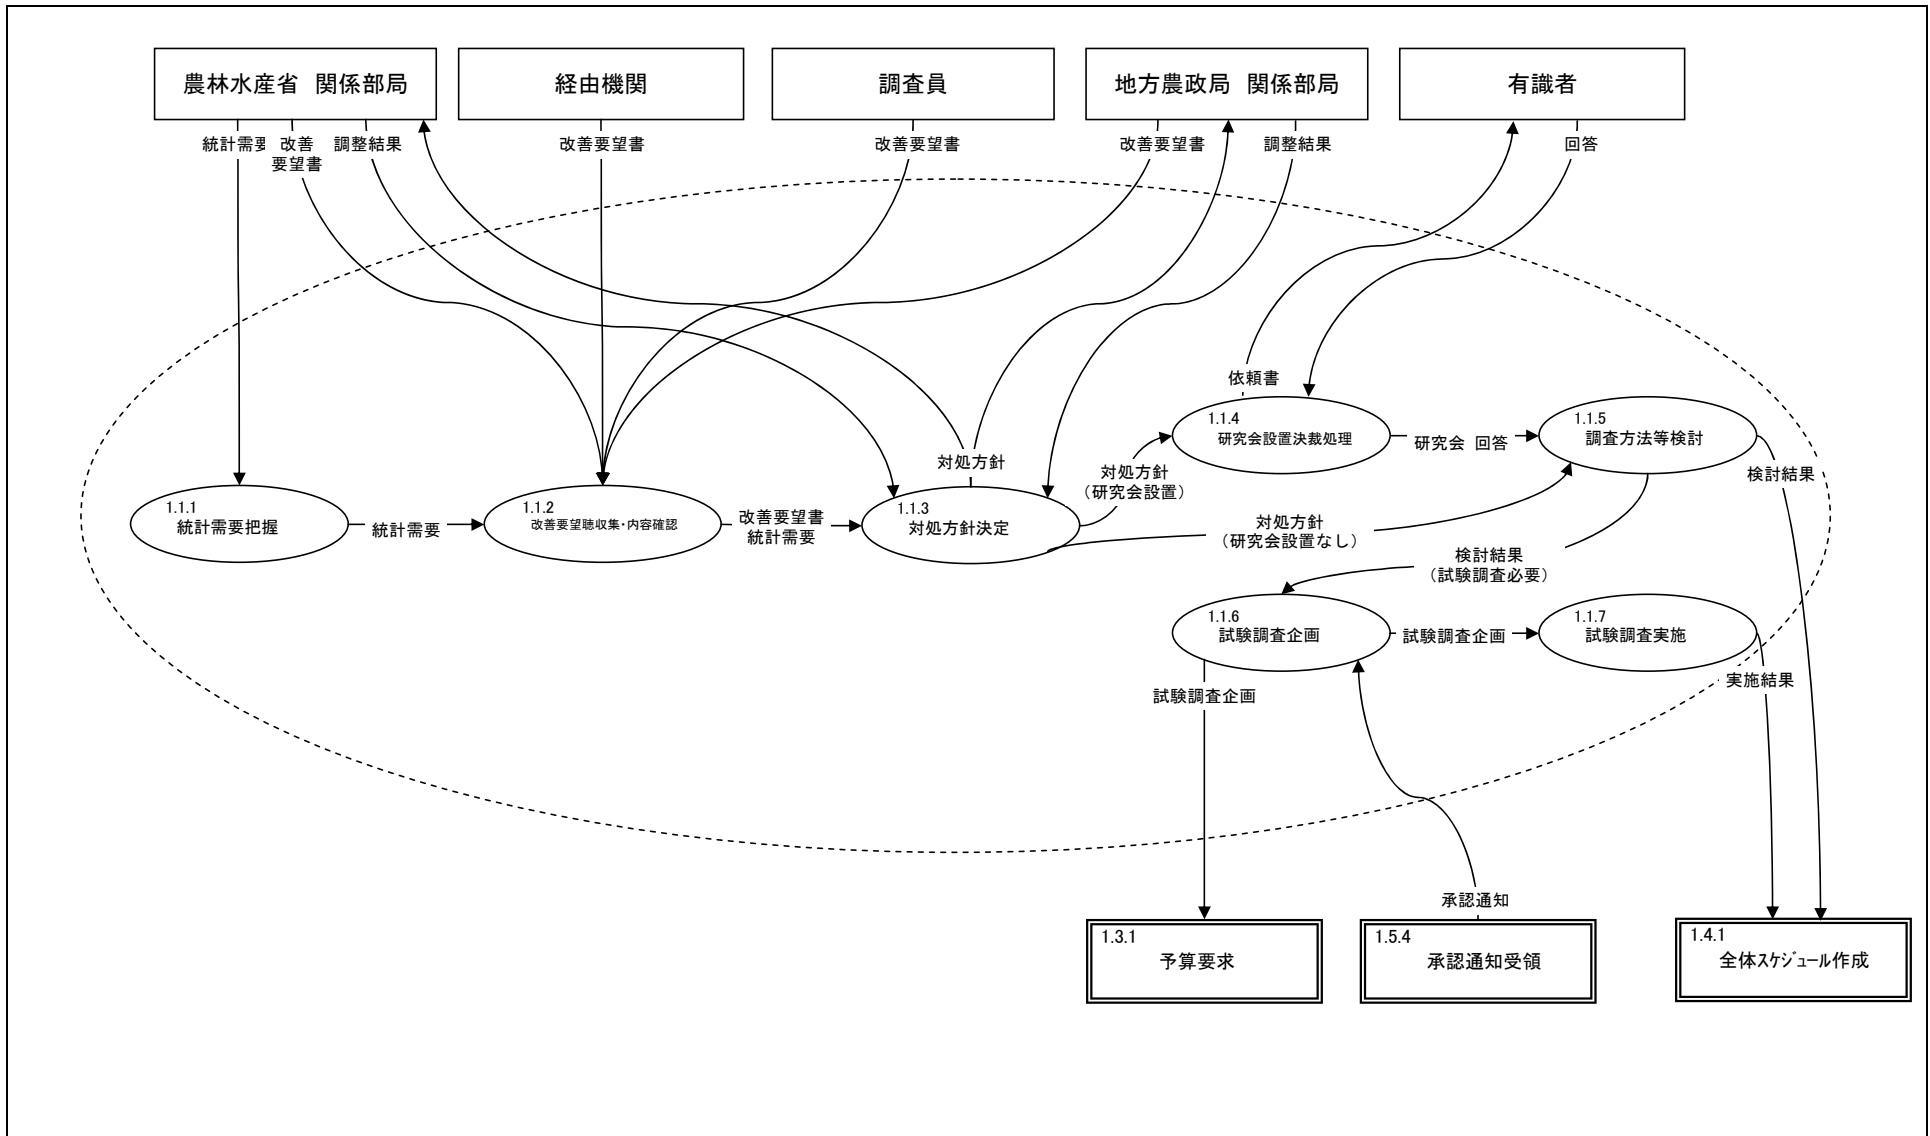 農林水産省 関係部局
経由機関
調査員
地方農政局 関係部局
有識者
統計需要
改善
要望書
調整結果
改善要望書
改善要望書
改善要望書
調整結果
回答
依頼書
1.1.4
研究会設置決裁処理
研究会 回答
1.1.5
調査方法等検討
検討結果
対処方針
対処方針
（研究会設置）
1.1.1
統計需要把握
統計需要
1.1.2
改善要望聴収集・内容確認
改善要望書
統計需要
1.1.3
対処方針決定
対処方針
（研究会設置なし）
検討結果
（試験調査必要）
1.1.6
試験調査企画
試験調査企画
1.1.7
試験調査実施
実施結果
試験調査企画
承認通知
1.3.1
予算要求
1.5.4
承認通知受領
1.4.1
全体ｽｹｼﾞｭｰﾙ作成